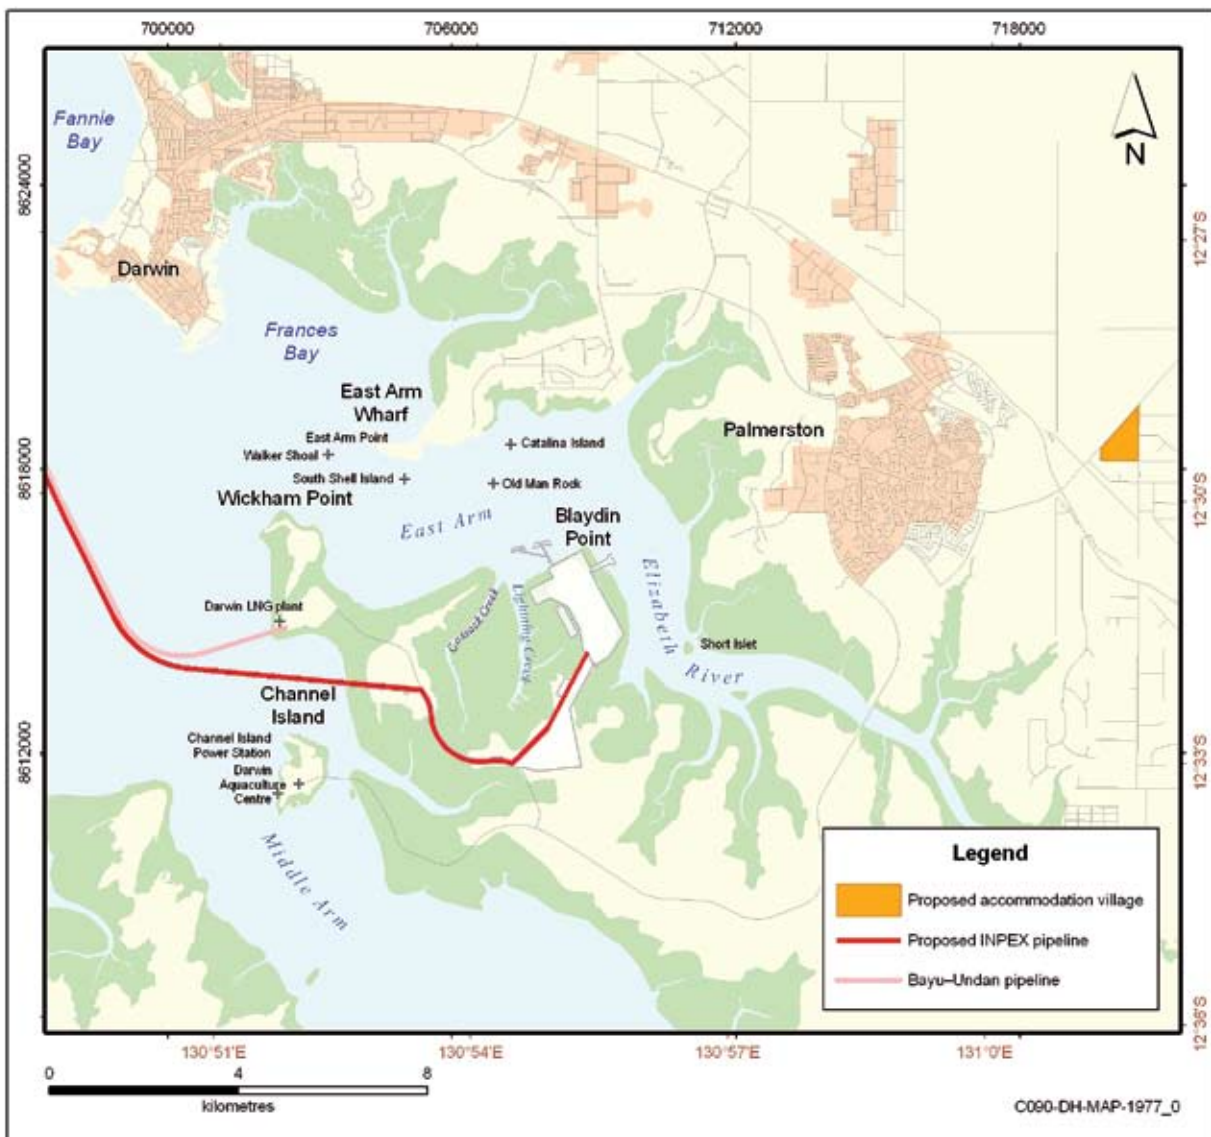 700000
706000
712000
718000
Fannie
Bay
N
8624000
12°27'S
Darwin
Frances
Bay
East Arm
Wharf
East Arm Point
Walker Shoal
Catalina Island
Palmerston
8618000
South Shell Island
Old Man Rock
12°30'S
Wickham Point
East Arm
Blaydin
Point
Elizabeth
River
Darwin LNG plant
Cossack Creek
Lightning Creek
Short Islet
Channel
Island
Channel Island
Power Station
Darwin
Aquaculture
Centre
8612000
12°33'S
Middle Arm
Legend
Proposed accommodation village
Proposed INPEX pipeline
Bayu–Undan pipeline
12°36'S
130°51'E
130°54'E
130°57'E
131°0'E
0
4
8
kilometres
C090-DH-MAP-1977_0